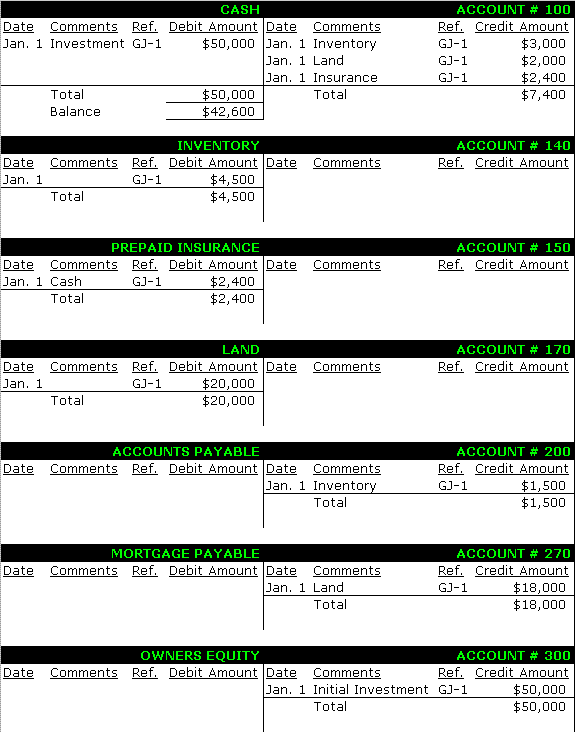 CASH ACCOUNT # 100
Date Comments Ref. Debit Amount Date Comments Ref. Credit Amount
Jan. 1 Investment GJ-1 $50,000 Jan. 1 Inventory GJ-1 $3,000
Jan. 1 Land GJ-1 $2,000
Jan. 1 Insurance GJ-1 $2,400
Total $50,000 Total $7,400
Balance $42,600
INVENTORY ACCOUNT # 140
Date Comments Ref. Debit Amount Date Comments Ref. Credit Amount
Jan. 1 GJ-1 $4,500
Total $4,500
PREPAID INSURANCE ACCOUNT # 150
Date Comments Ref. Debit Amount Date Comments Ref. Credit Amount
Jan. 1 Cash GJ-1 $2,400
Total $2,400
LAND ACCOUNT # 170
Date Comments Ref. Debit Amount Date Comments Ref. Credit Amount
Jan. 1 GJ-1 $20,000
Total $20,000
ACCOUNTS PAYABLE ACCOUNT # 200
Date Comments Ref. Debit Amount Date Comments Ref. Credit Amount
Jan. 1 Inventory GJ-1 $1,500
Total $1,500
MORTGAGE PAYABLE ACCOUNT # 270
Date Comments Ref. Debit Amount Date Comments Ref. Credit Amount
Jan. 1 Land GJ-1 $18,000
Total $18,000
OWNERS EQUITY ACCOUNT # 300
Date Comments Ref. Debit Amount Date Comments Ref. Credit Amount
Jan. 1 Initial Investment GJ-1 $50,000
Total $50,000